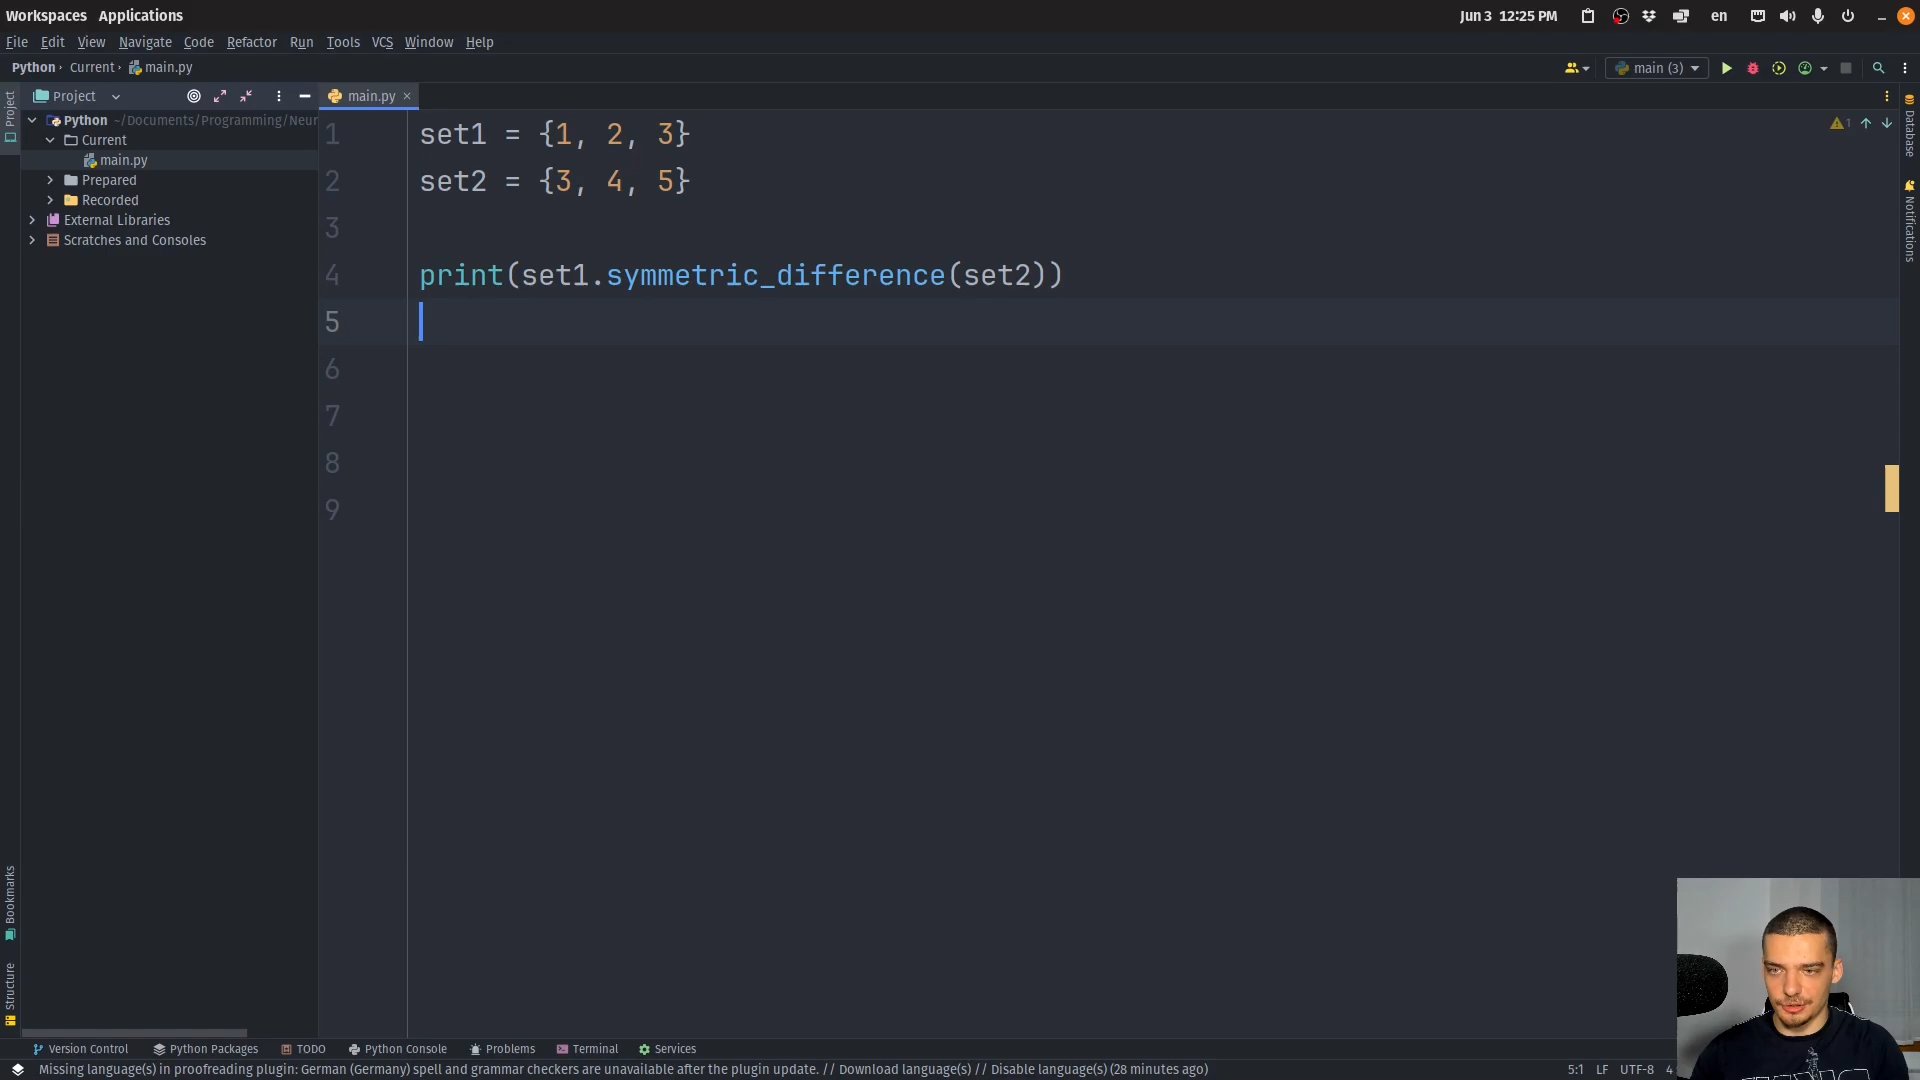 Workspaces Applications Jun 3 12:25 PM en
File Edit View Navigate Code Refactor Run Tools VCS Window Help
Python Current main.py main (3)
Project main.py
Python ~/Documents/Programming/Neur
Current
main.py
Prepared
Recorded
External Libraries
Scratches and Consoles
1 set1 = {1, 2, 3}
2 set2 = {3, 4, 5}
3
4 print(set1.symmetric_difference(set2))
5
6
7
8
9
1
Project
Bookmarks
Structure
Database
Notifications
Version Control Python Packages TODO Python Console Problems Terminal Services
Missing language(s) in proofreading plugin: German (Germany) spell and grammar checkers are unavailable after the plugin update. // Download language(s) // Disable language(s) (28 minutes ago) 5:1 LF UTF-8 4